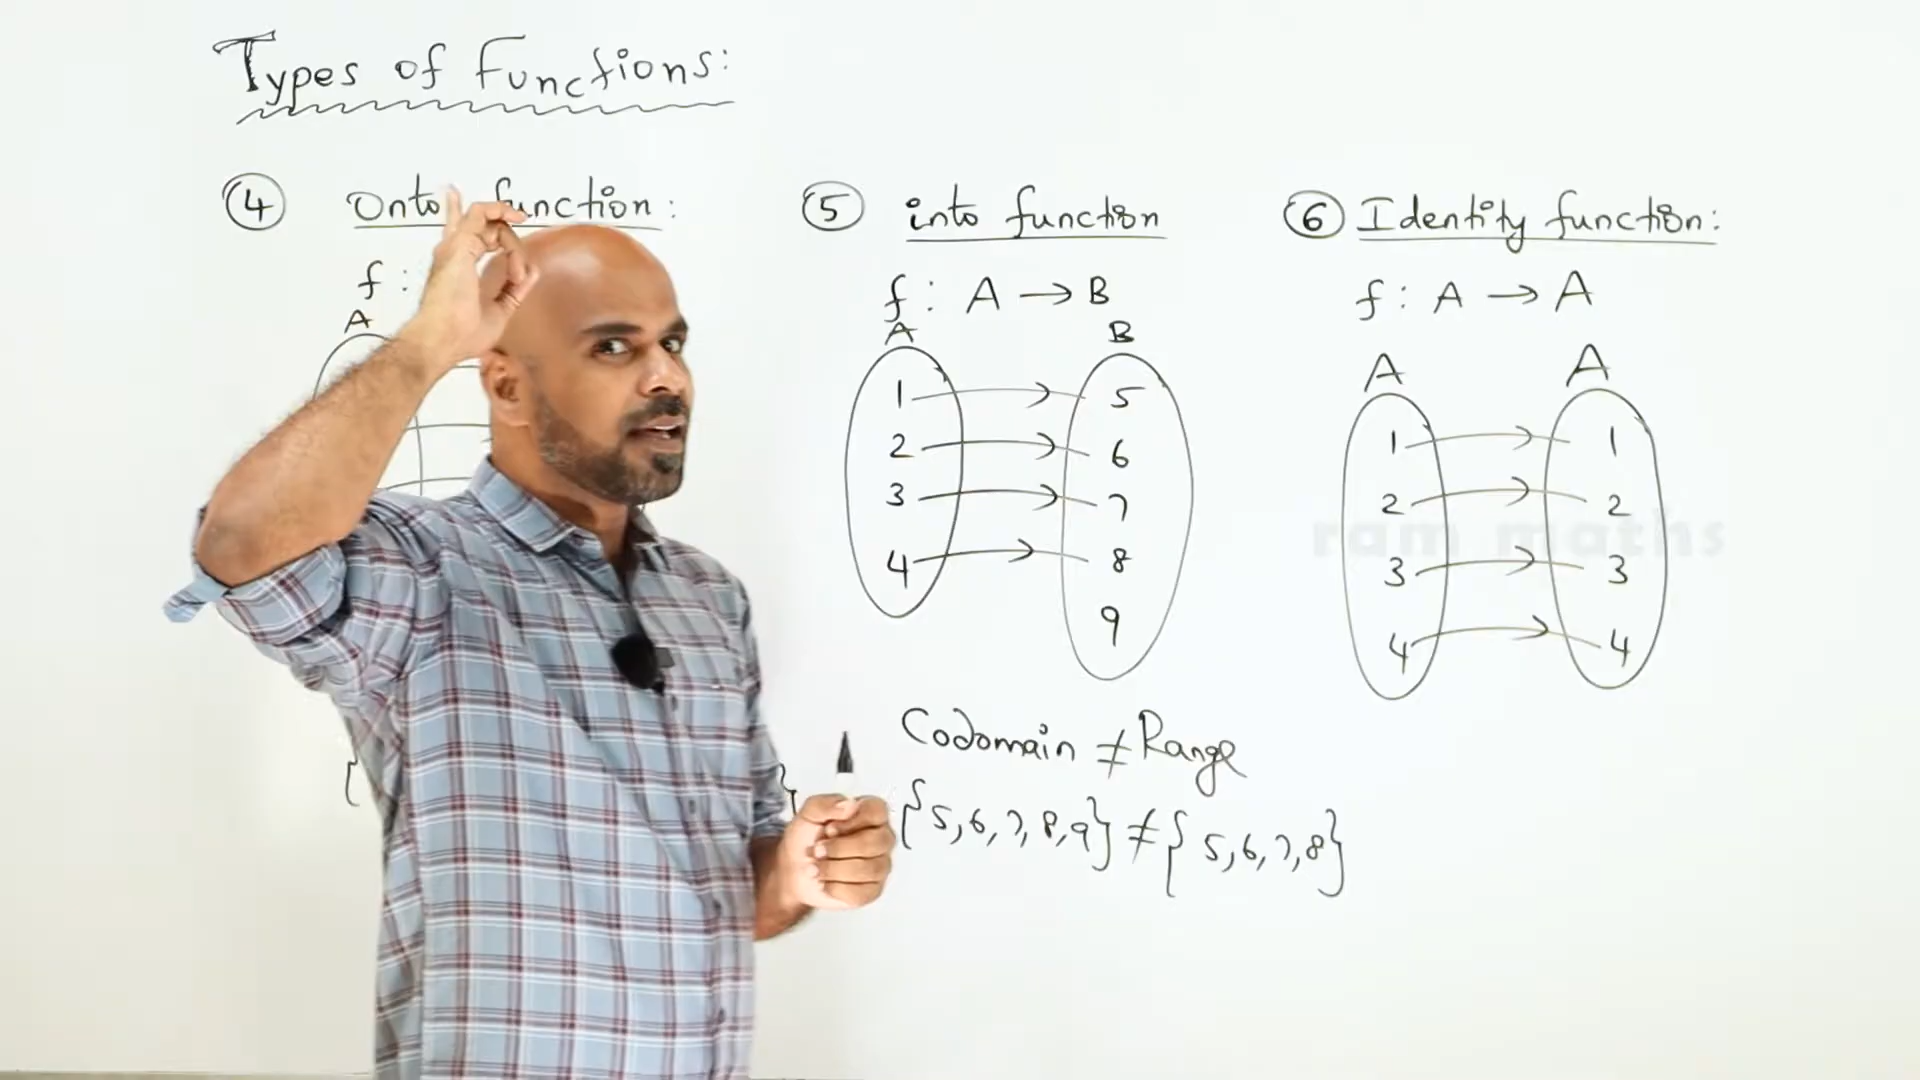 Types of Functions:
④ Onto function:
f:
A
{ }
⑤ into function
f: A → B
A B
1 5
2 6
3 7
4 8
9
Codomain ≠ Range
{5,6,7,8,9} ≠ {5,6,7,8}
⑥ Identity function:
f: A → A
A A
1 1
2 2
3 3
4 4
ram maths